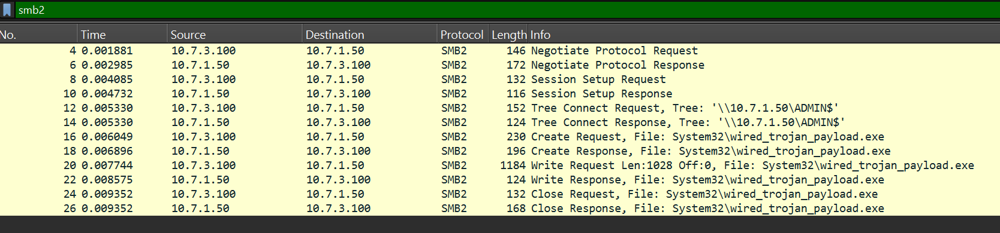 smb2
No. Time Source Destination Protocol Length Info
4 0.001881 10.7.3.100 10.7.1.50 SMB2 146 Negotiate Protocol Request
6 0.002985 10.7.1.50 10.7.3.100 SMB2 172 Negotiate Protocol Response
8 0.004085 10.7.3.100 10.7.1.50 SMB2 132 Session Setup Request
10 0.004732 10.7.1.50 10.7.3.100 SMB2 116 Session Setup Response
12 0.005330 10.7.3.100 10.7.1.50 SMB2 152 Tree Connect Request, Tree: '\\10.7.1.50\ADMIN$'
14 0.005330 10.7.1.50 10.7.3.100 SMB2 124 Tree Connect Response, Tree: '\\10.7.1.50\ADMIN$'
16 0.006049 10.7.3.100 10.7.1.50 SMB2 230 Create Request, File: System32\wired_trojan_payload.exe
18 0.006896 10.7.1.50 10.7.3.100 SMB2 196 Create Response, File: System32\wired_trojan_payload.exe
20 0.007744 10.7.3.100 10.7.1.50 SMB2 1184 Write Request Len:1028 Off:0, File: System32\wired_trojan_payload.exe
22 0.008575 10.7.1.50 10.7.3.100 SMB2 124 Write Response, File: System32\wired_trojan_payload.exe
24 0.009352 10.7.3.100 10.7.1.50 SMB2 132 Close Request, File: System32\wired_trojan_payload.exe
26 0.009352 10.7.1.50 10.7.3.100 SMB2 168 Close Response, File: System32\wired_trojan_payload.exe